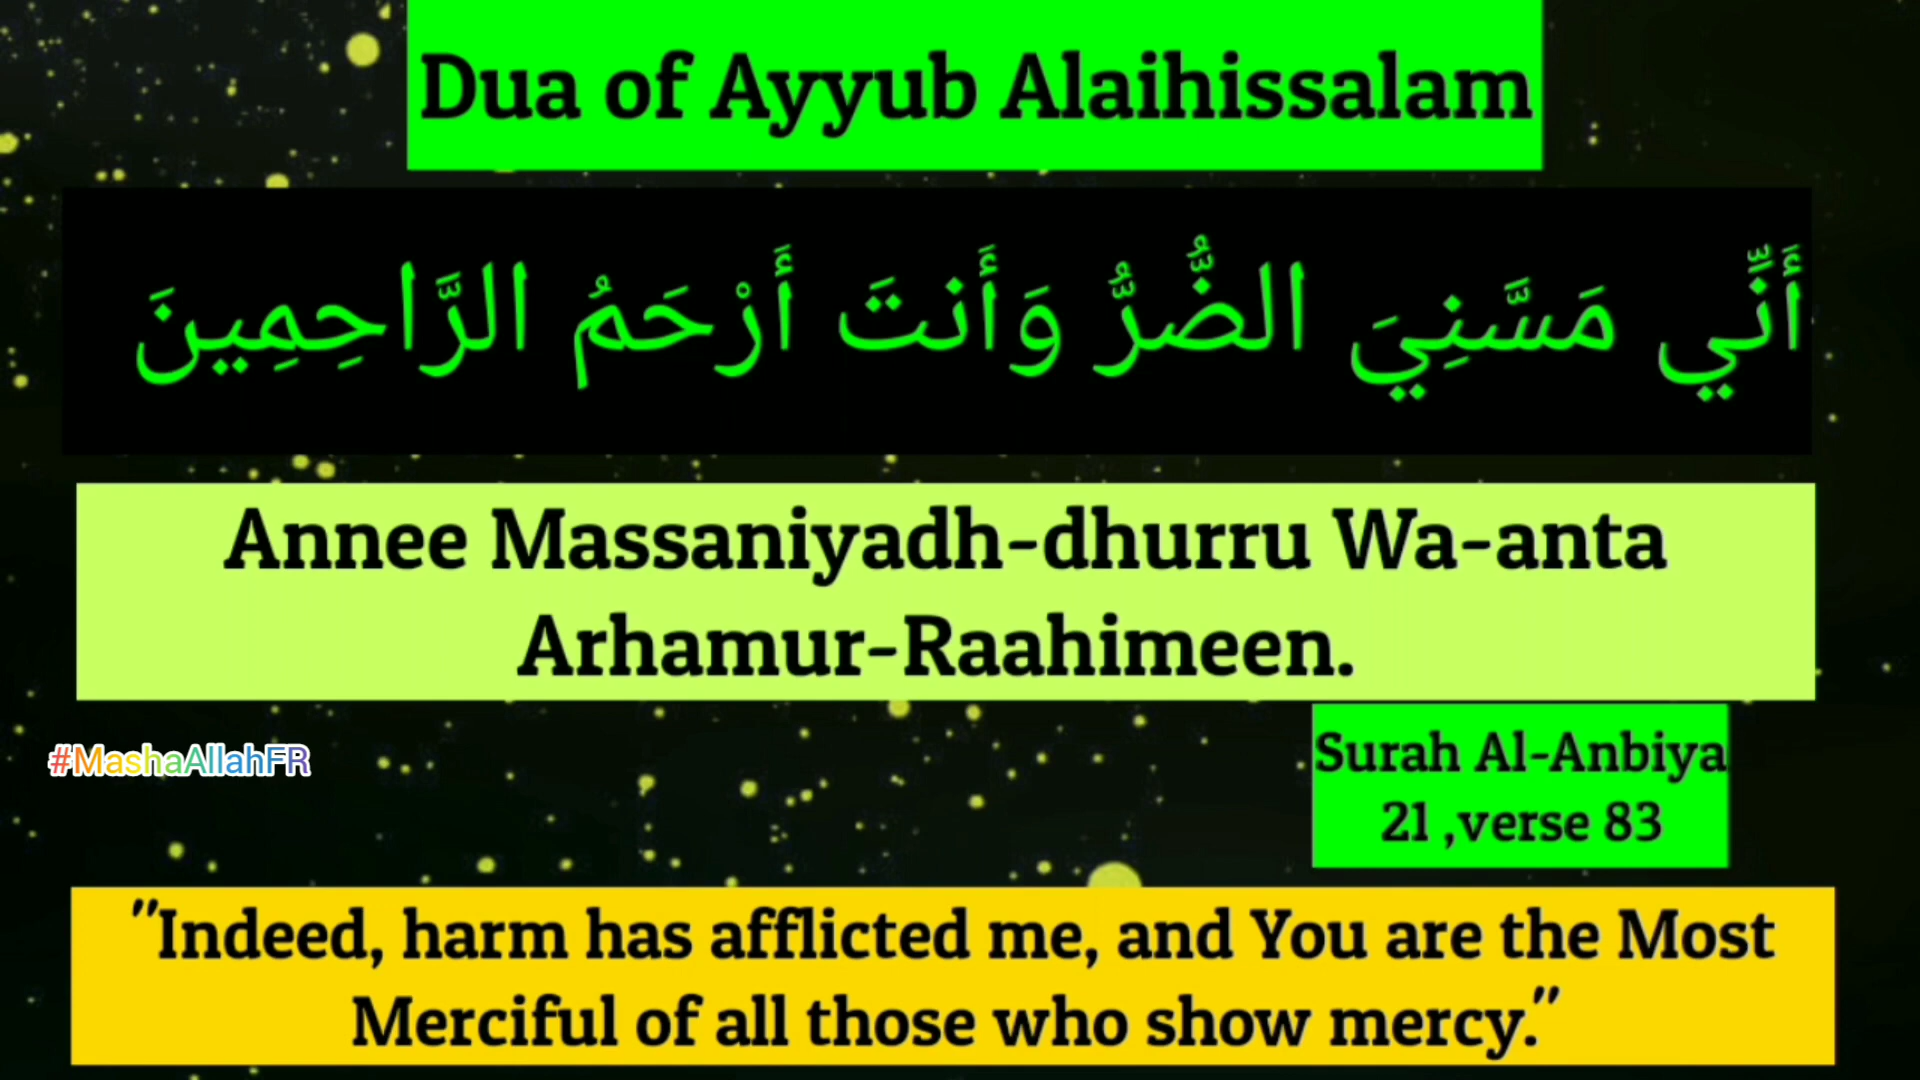 Dua of Ayyub Alaihissalam
أَنِّي مَسَّنِيَ الضُّرُّ وَأَنتَ أَرْحَمُ الرَّاحِمِينَ
Annee Massaniyadh-dhurru Wa-anta
Arhamur-Raahimeen.
#MashaAllahFR
Surah Al-Anbiya
21 ,verse 83
"Indeed, harm has afflicted me, and You are the Most
Merciful of all those who show mercy."